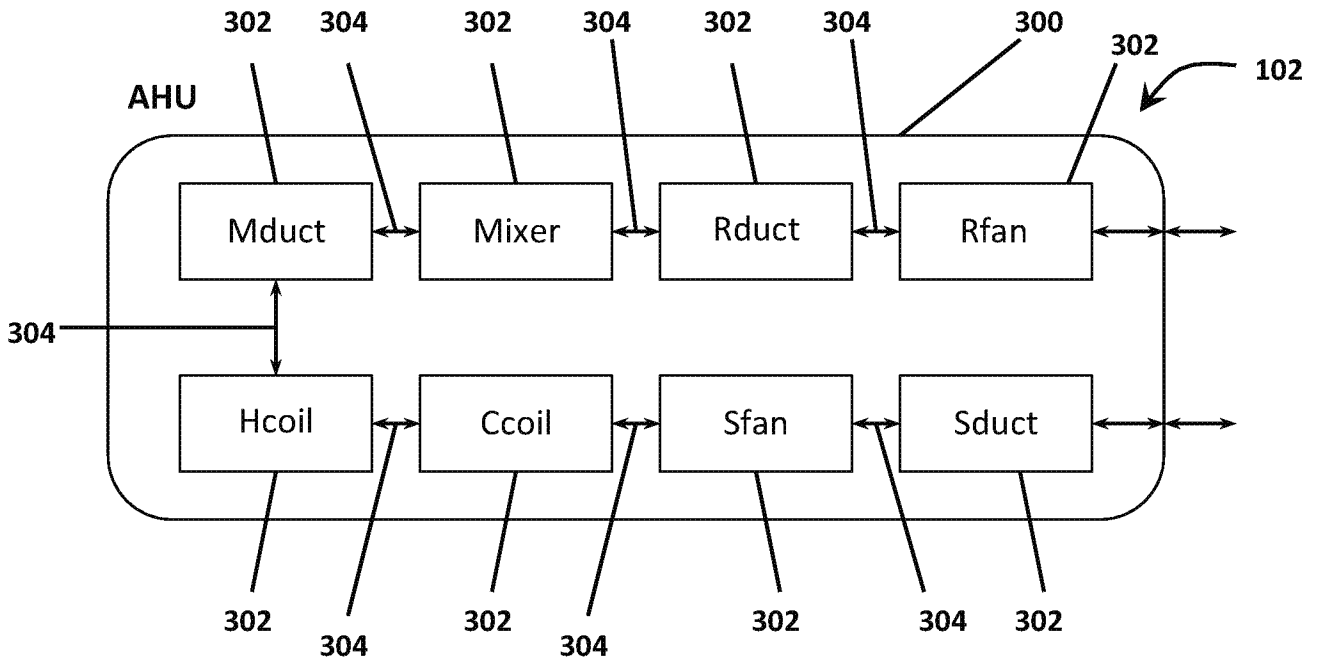 302 304 302 304 302 304 300
302
102
AHU
Mduct Mixer Rduct Rfan
304
Hcoil Ccoil Sfan Sduct
302 304 302 304 302 304 302